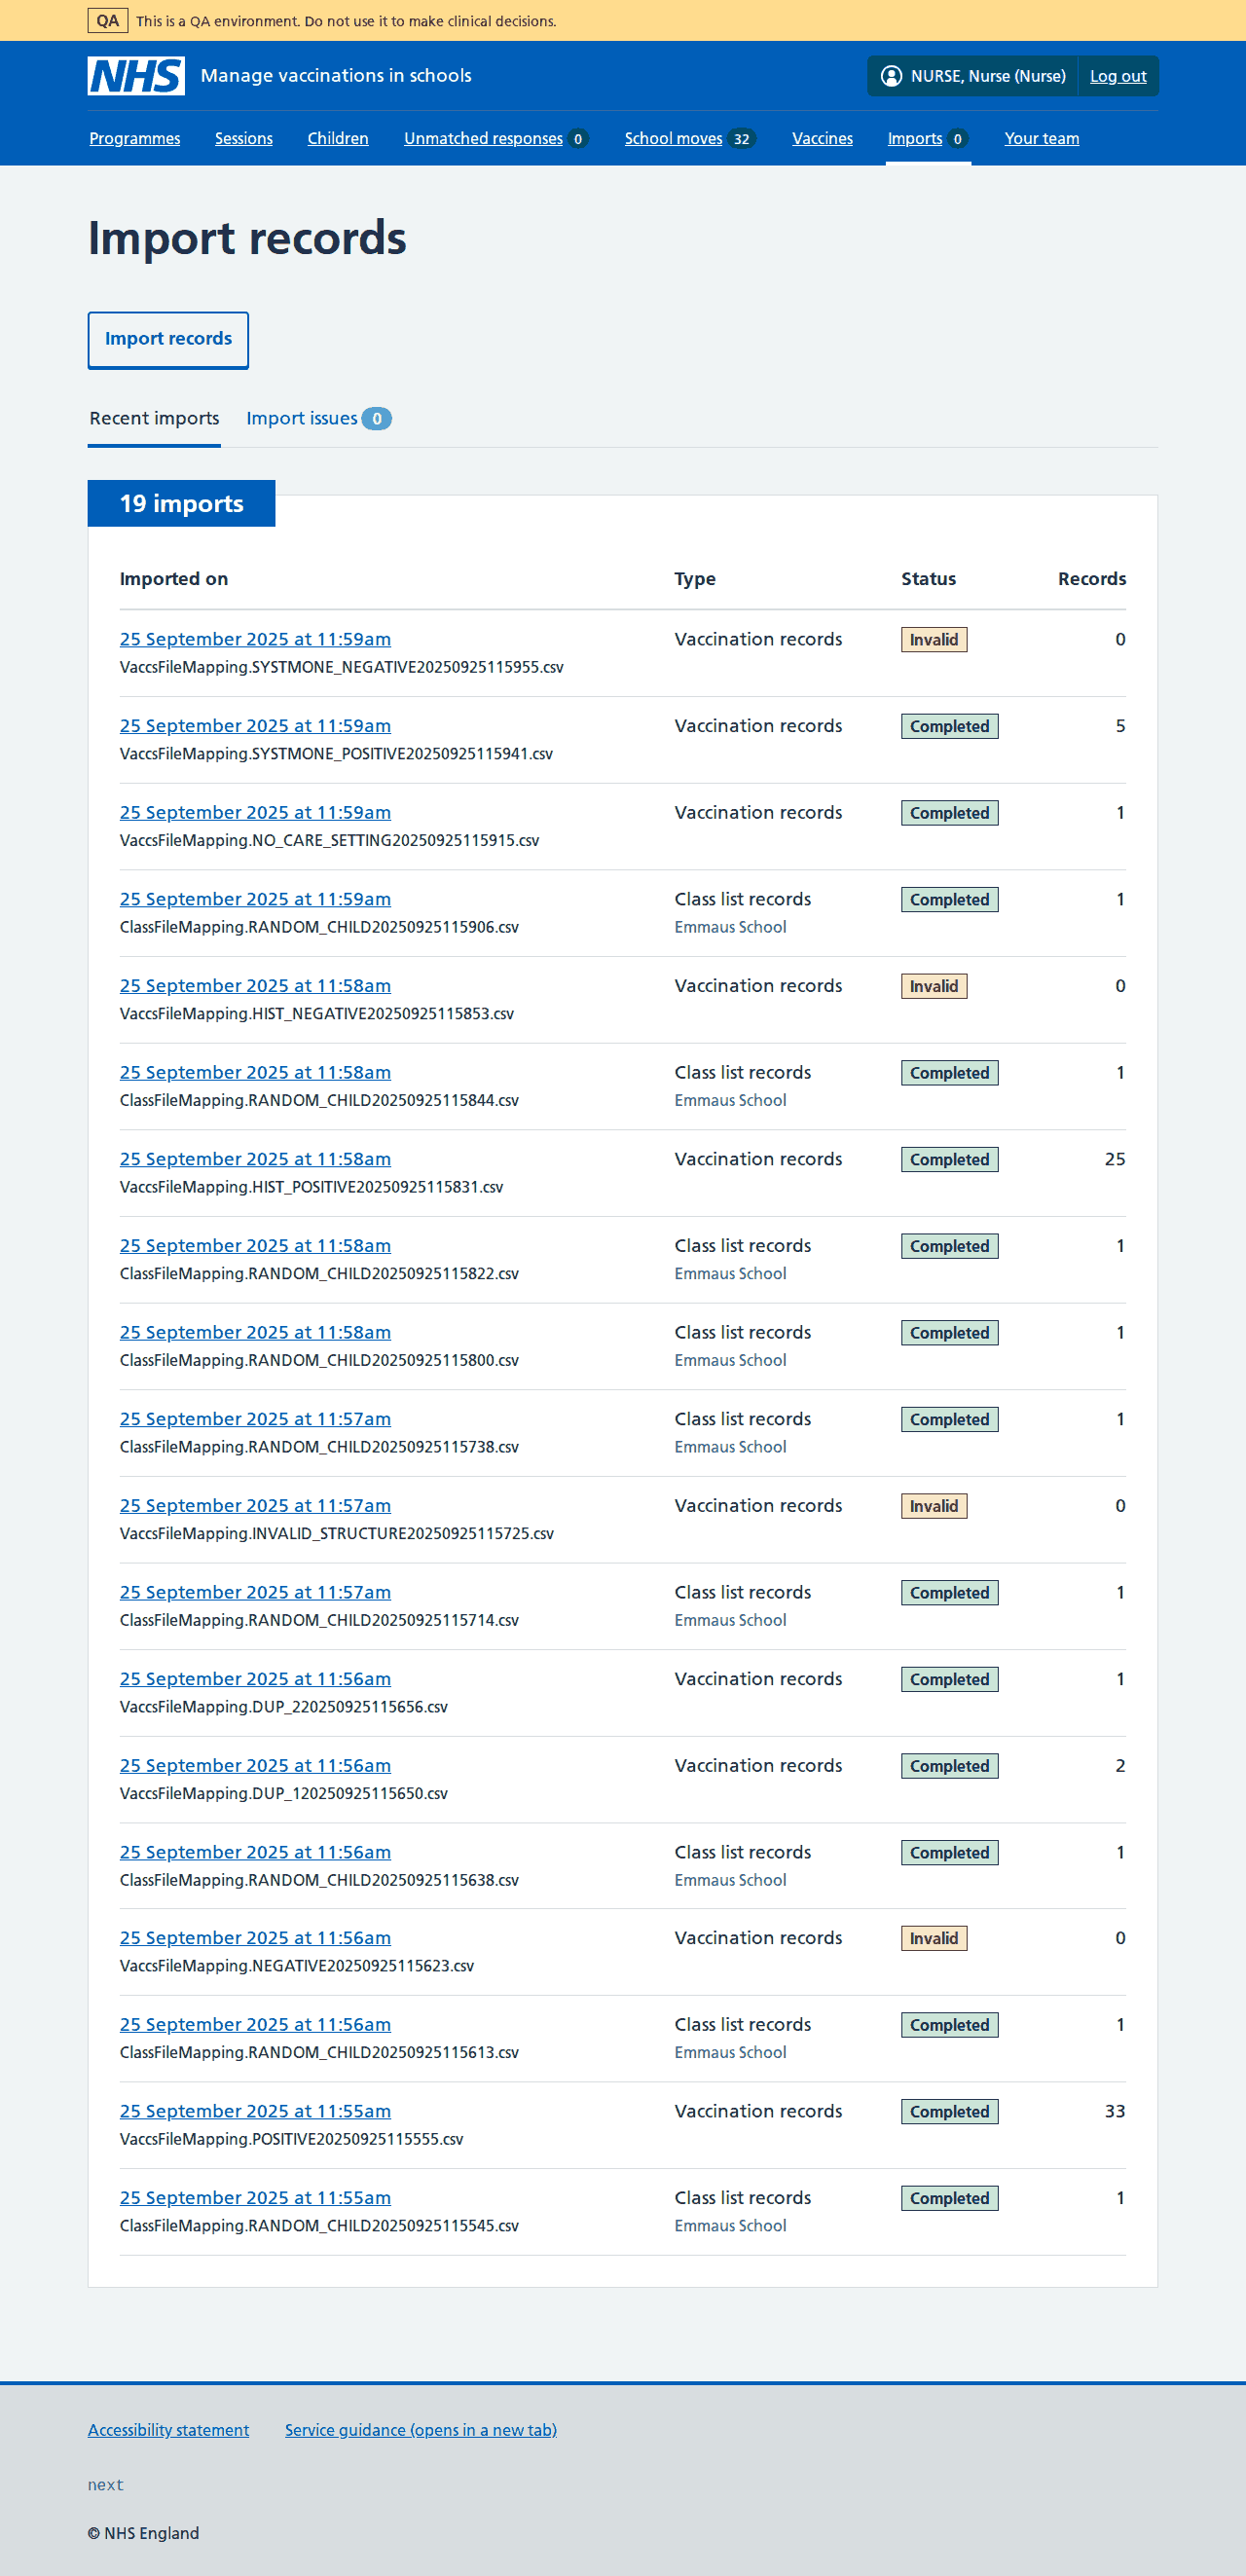 QA This is a QA environment. Do not use it to make clinical decisions.
NHS Manage vaccinations in schools NURSE, Nurse (Nurse) Log out
Programmes Sessions Children Unmatched responses 0 School moves 32 Vaccines Imports 0 Your team
Import records
Import records
Recent imports Import issues 0
19 imports
Imported on Type Status Records
25 September 2025 at 11:59am Vaccination records Invalid 0
VaccsFileMapping.SYSTMONE_NEGATIVE20250925115955.csv
25 September 2025 at 11:59am Vaccination records Completed 5
VaccsFileMapping.SYSTMONE_POSITIVE20250925115941.csv
25 September 2025 at 11:59am Vaccination records Completed 1
VaccsFileMapping.NO_CARE_SETTING20250925115915.csv
25 September 2025 at 11:59am Class list records Completed 1
ClassFileMapping.RANDOM_CHILD20250925115906.csv Emmaus School
25 September 2025 at 11:58am Vaccination records Invalid 0
VaccsFileMapping.HIST_NEGATIVE20250925115853.csv
25 September 2025 at 11:58am Class list records Completed 1
ClassFileMapping.RANDOM_CHILD20250925115844.csv Emmaus School
25 September 2025 at 11:58am Vaccination records Completed 25
VaccsFileMapping.HIST_POSITIVE20250925115831.csv
25 September 2025 at 11:58am Class list records Completed 1
ClassFileMapping.RANDOM_CHILD20250925115822.csv Emmaus School
25 September 2025 at 11:58am Class list records Completed 1
ClassFileMapping.RANDOM_CHILD20250925115800.csv Emmaus School
25 September 2025 at 11:57am Class list records Completed 1
ClassFileMapping.RANDOM_CHILD20250925115738.csv Emmaus School
25 September 2025 at 11:57am Vaccination records Invalid 0
VaccsFileMapping.INVALID_STRUCTURE20250925115725.csv
25 September 2025 at 11:57am Class list records Completed 1
ClassFileMapping.RANDOM_CHILD20250925115714.csv Emmaus School
25 September 2025 at 11:56am Vaccination records Completed 1
VaccsFileMapping.DUP_220250925115656.csv
25 September 2025 at 11:56am Vaccination records Completed 2
VaccsFileMapping.DUP_120250925115650.csv
25 September 2025 at 11:56am Class list records Completed 1
ClassFileMapping.RANDOM_CHILD20250925115638.csv Emmaus School
25 September 2025 at 11:56am Vaccination records Invalid 0
VaccsFileMapping.NEGATIVE20250925115623.csv
25 September 2025 at 11:56am Class list records Completed 1
ClassFileMapping.RANDOM_CHILD20250925115613.csv Emmaus School
25 September 2025 at 11:55am Vaccination records Completed 33
VaccsFileMapping.POSITIVE20250925115555.csv
25 September 2025 at 11:55am Class list records Completed 1
ClassFileMapping.RANDOM_CHILD20250925115545.csv Emmaus School
Accessibility statement Service guidance (opens in a new tab)
next
© NHS England